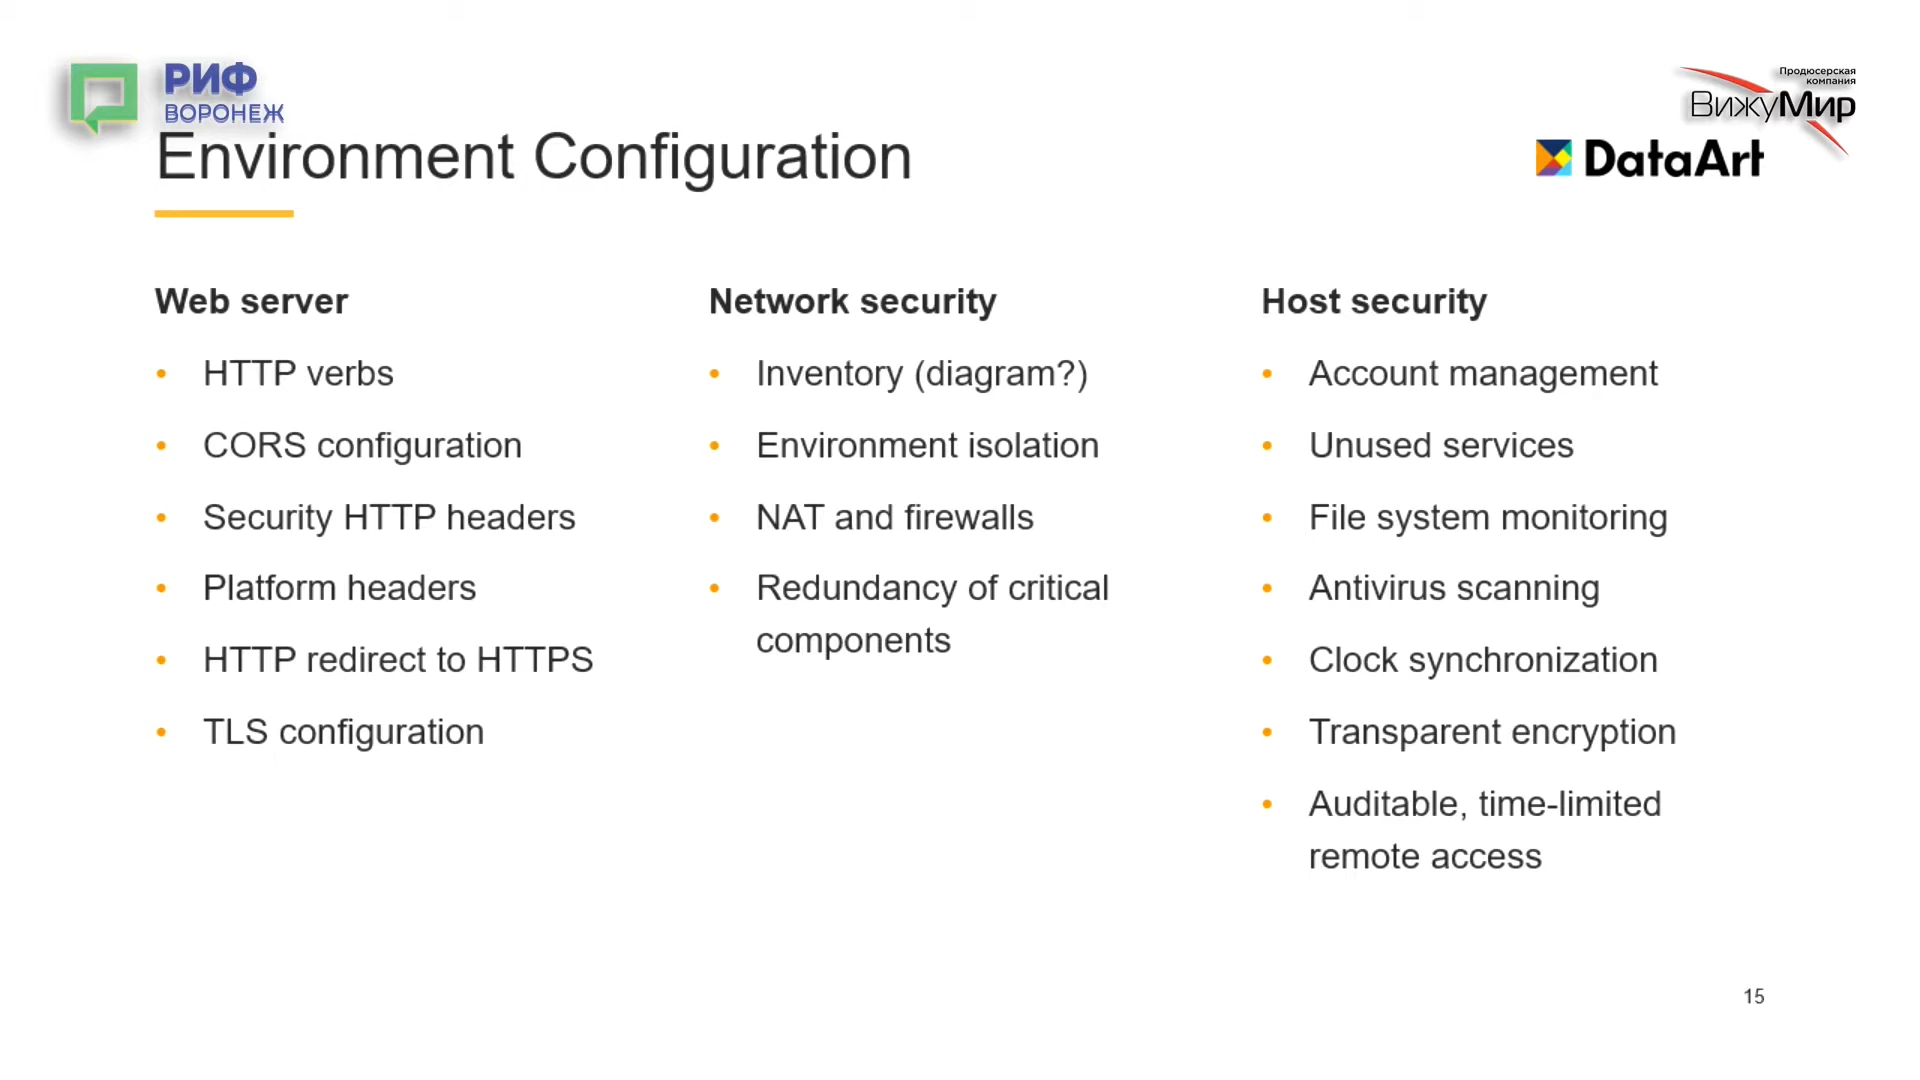 РИФ
ВОРОНЕЖ
Продюсерская
компания
ВижуМир
Environment Configuration
DataArt
Web server
• HTTP verbs
• CORS configuration
• Security HTTP headers
• Platform headers
• HTTP redirect to HTTPS
• TLS configuration
Network security
• Inventory (diagram?)
• Environment isolation
• NAT and firewalls
• Redundancy of critical
components
Host security
• Account management
• Unused services
• File system monitoring
• Antivirus scanning
• Clock synchronization
• Transparent encryption
• Auditable, time-limited
remote access
15